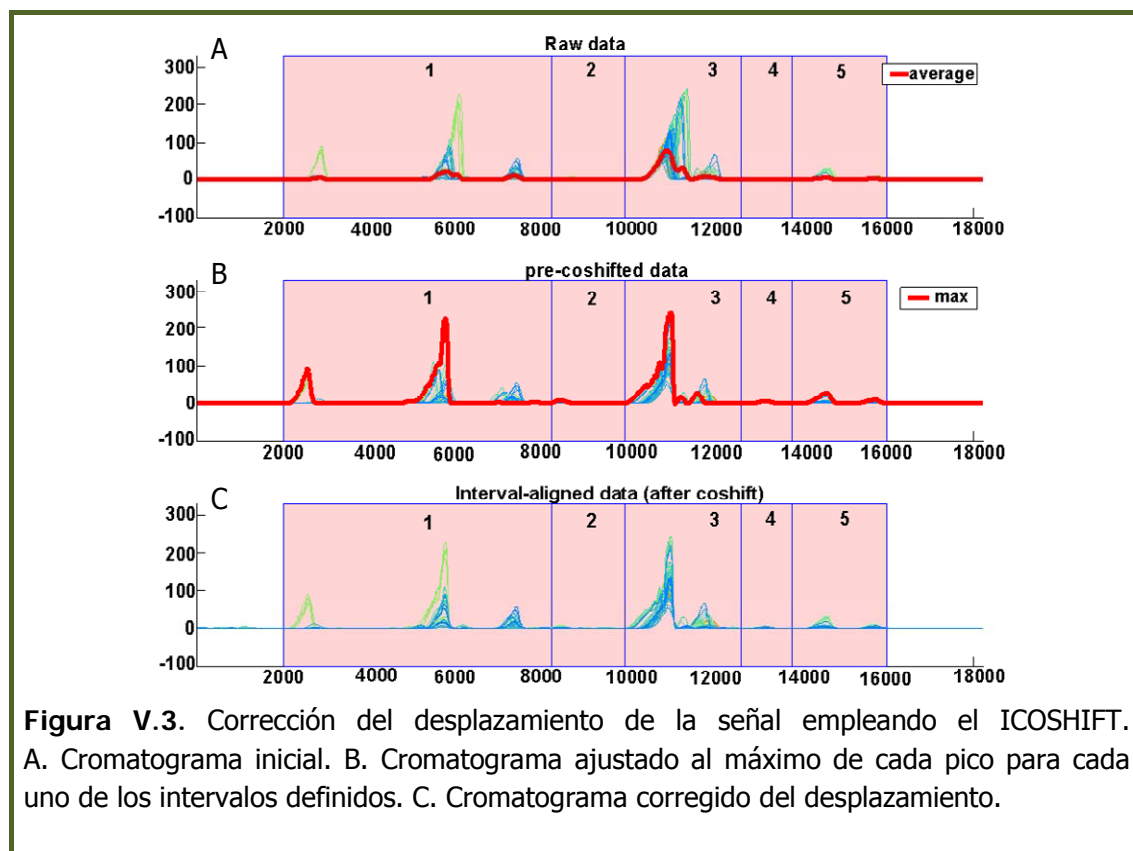 A
Raw data
300
200
100
0
-100
1
2
3
4
5
average
2000 4000 6000 8000 10000 12000 14000 16000 18000
B
pre-coshifted data
300
200
100
0
-100
1
2
3
4
5
max
2000 4000 6000 8000 10000 12000 14000 16000 18000
C
Interval-aligned data (after coshift)
300
200
100
0
-100
1
2
3
4
5
2000 4000 6000 8000 10000 12000 14000 16000 18000
Figura V.3. Corrección del desplazamiento de la señal empleando el ICOSHIFT.
A. Cromatograma inicial. B. Cromatograma ajustado al máximo de cada pico para cada
uno de los intervalos definidos. C. Cromatograma corregido del desplazamiento.